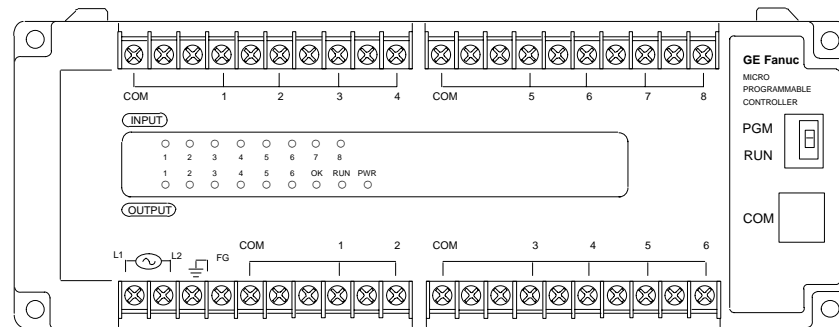 COM 1 2 3 4 COM 5 6 7 8
GE Fanuc
MICRO
PROGRAMMABLE
CONTROLLER
INPUT
PGM
RUN
1 2 3 4 5 6 7 8
1 2 3 4 5 6 OK RUN PWR
OUTPUT
COM
L1 L2 FG COM 1 2 COM 3 4 5 6